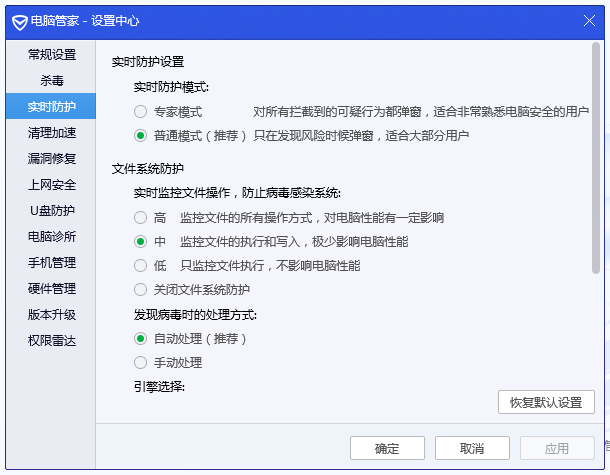 电脑管家 - 设置中心
常规设置
杀毒
实时防护
清理加速
漏洞修复
上网安全
U盘防护
电脑诊所
手机管理
硬件管理
版本升级
权限雷达
实时防护设置
实时防护模式:
专家模式 对所有拦截到的可疑行为都弹窗，适合非常熟悉电脑安全的用户
普通模式（推荐） 只在发现风险时候弹窗，适合大部分用户
文件系统防护
实时监控文件操作，防止病毒感染系统:
高 监控文件的所有操作方式，对电脑性能有一定影响
中 监控文件的执行和写入，极少影响电脑性能
低 只监控文件执行，不影响电脑性能
关闭文件系统防护
发现病毒时的处理方式:
自动处理（推荐）
手动处理
引擎选择:
恢复默认设置
确定 取消 应用